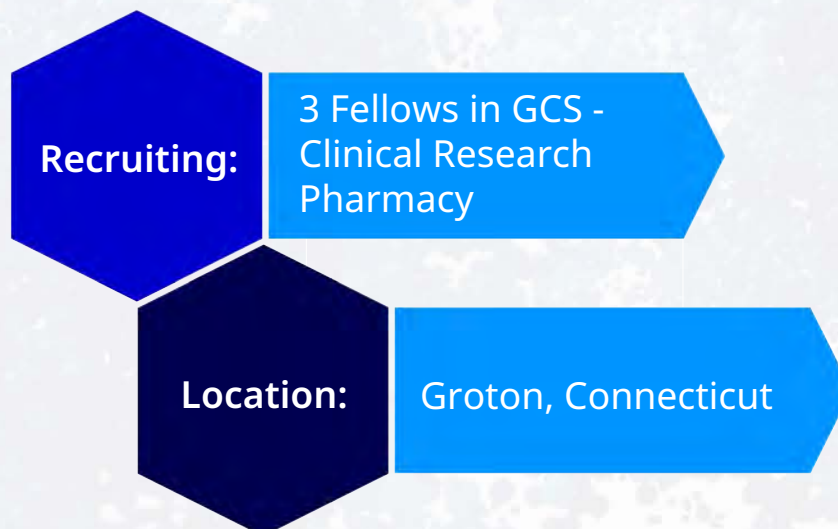 Recruiting:
3 Fellows in GCS -
Clinical Research
Pharmacy
Location:
Groton, Connecticut